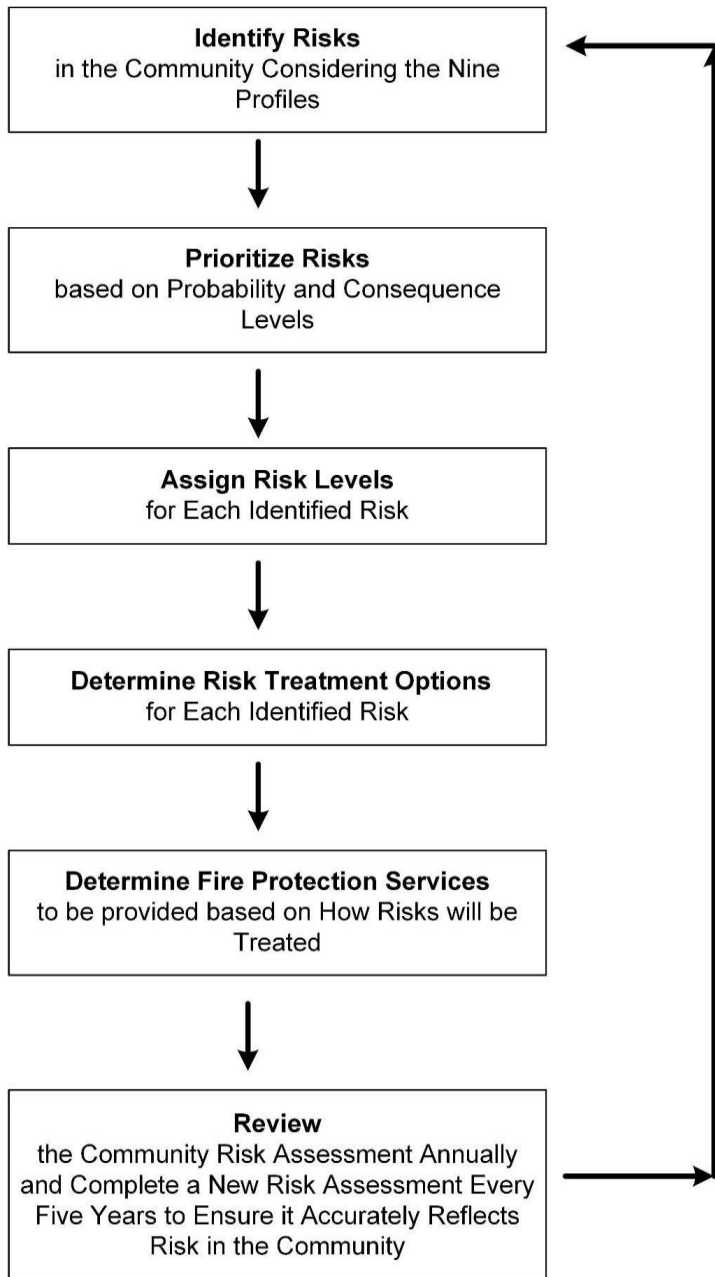 Identify Risks
in the Community Considering the Nine
Profiles
Prioritize Risks
based on Probability and Consequence
Levels
Assign Risk Levels
for Each Identified Risk
Determine Risk Treatment Options
for Each Identified Risk
Determine Fire Protection Services
to be provided based on How Risks will be
Treated
Review
the Community Risk Assessment Annually
and Complete a New Risk Assessment Every
Five Years to Ensure it Accurately Reflects
Risk in the Community